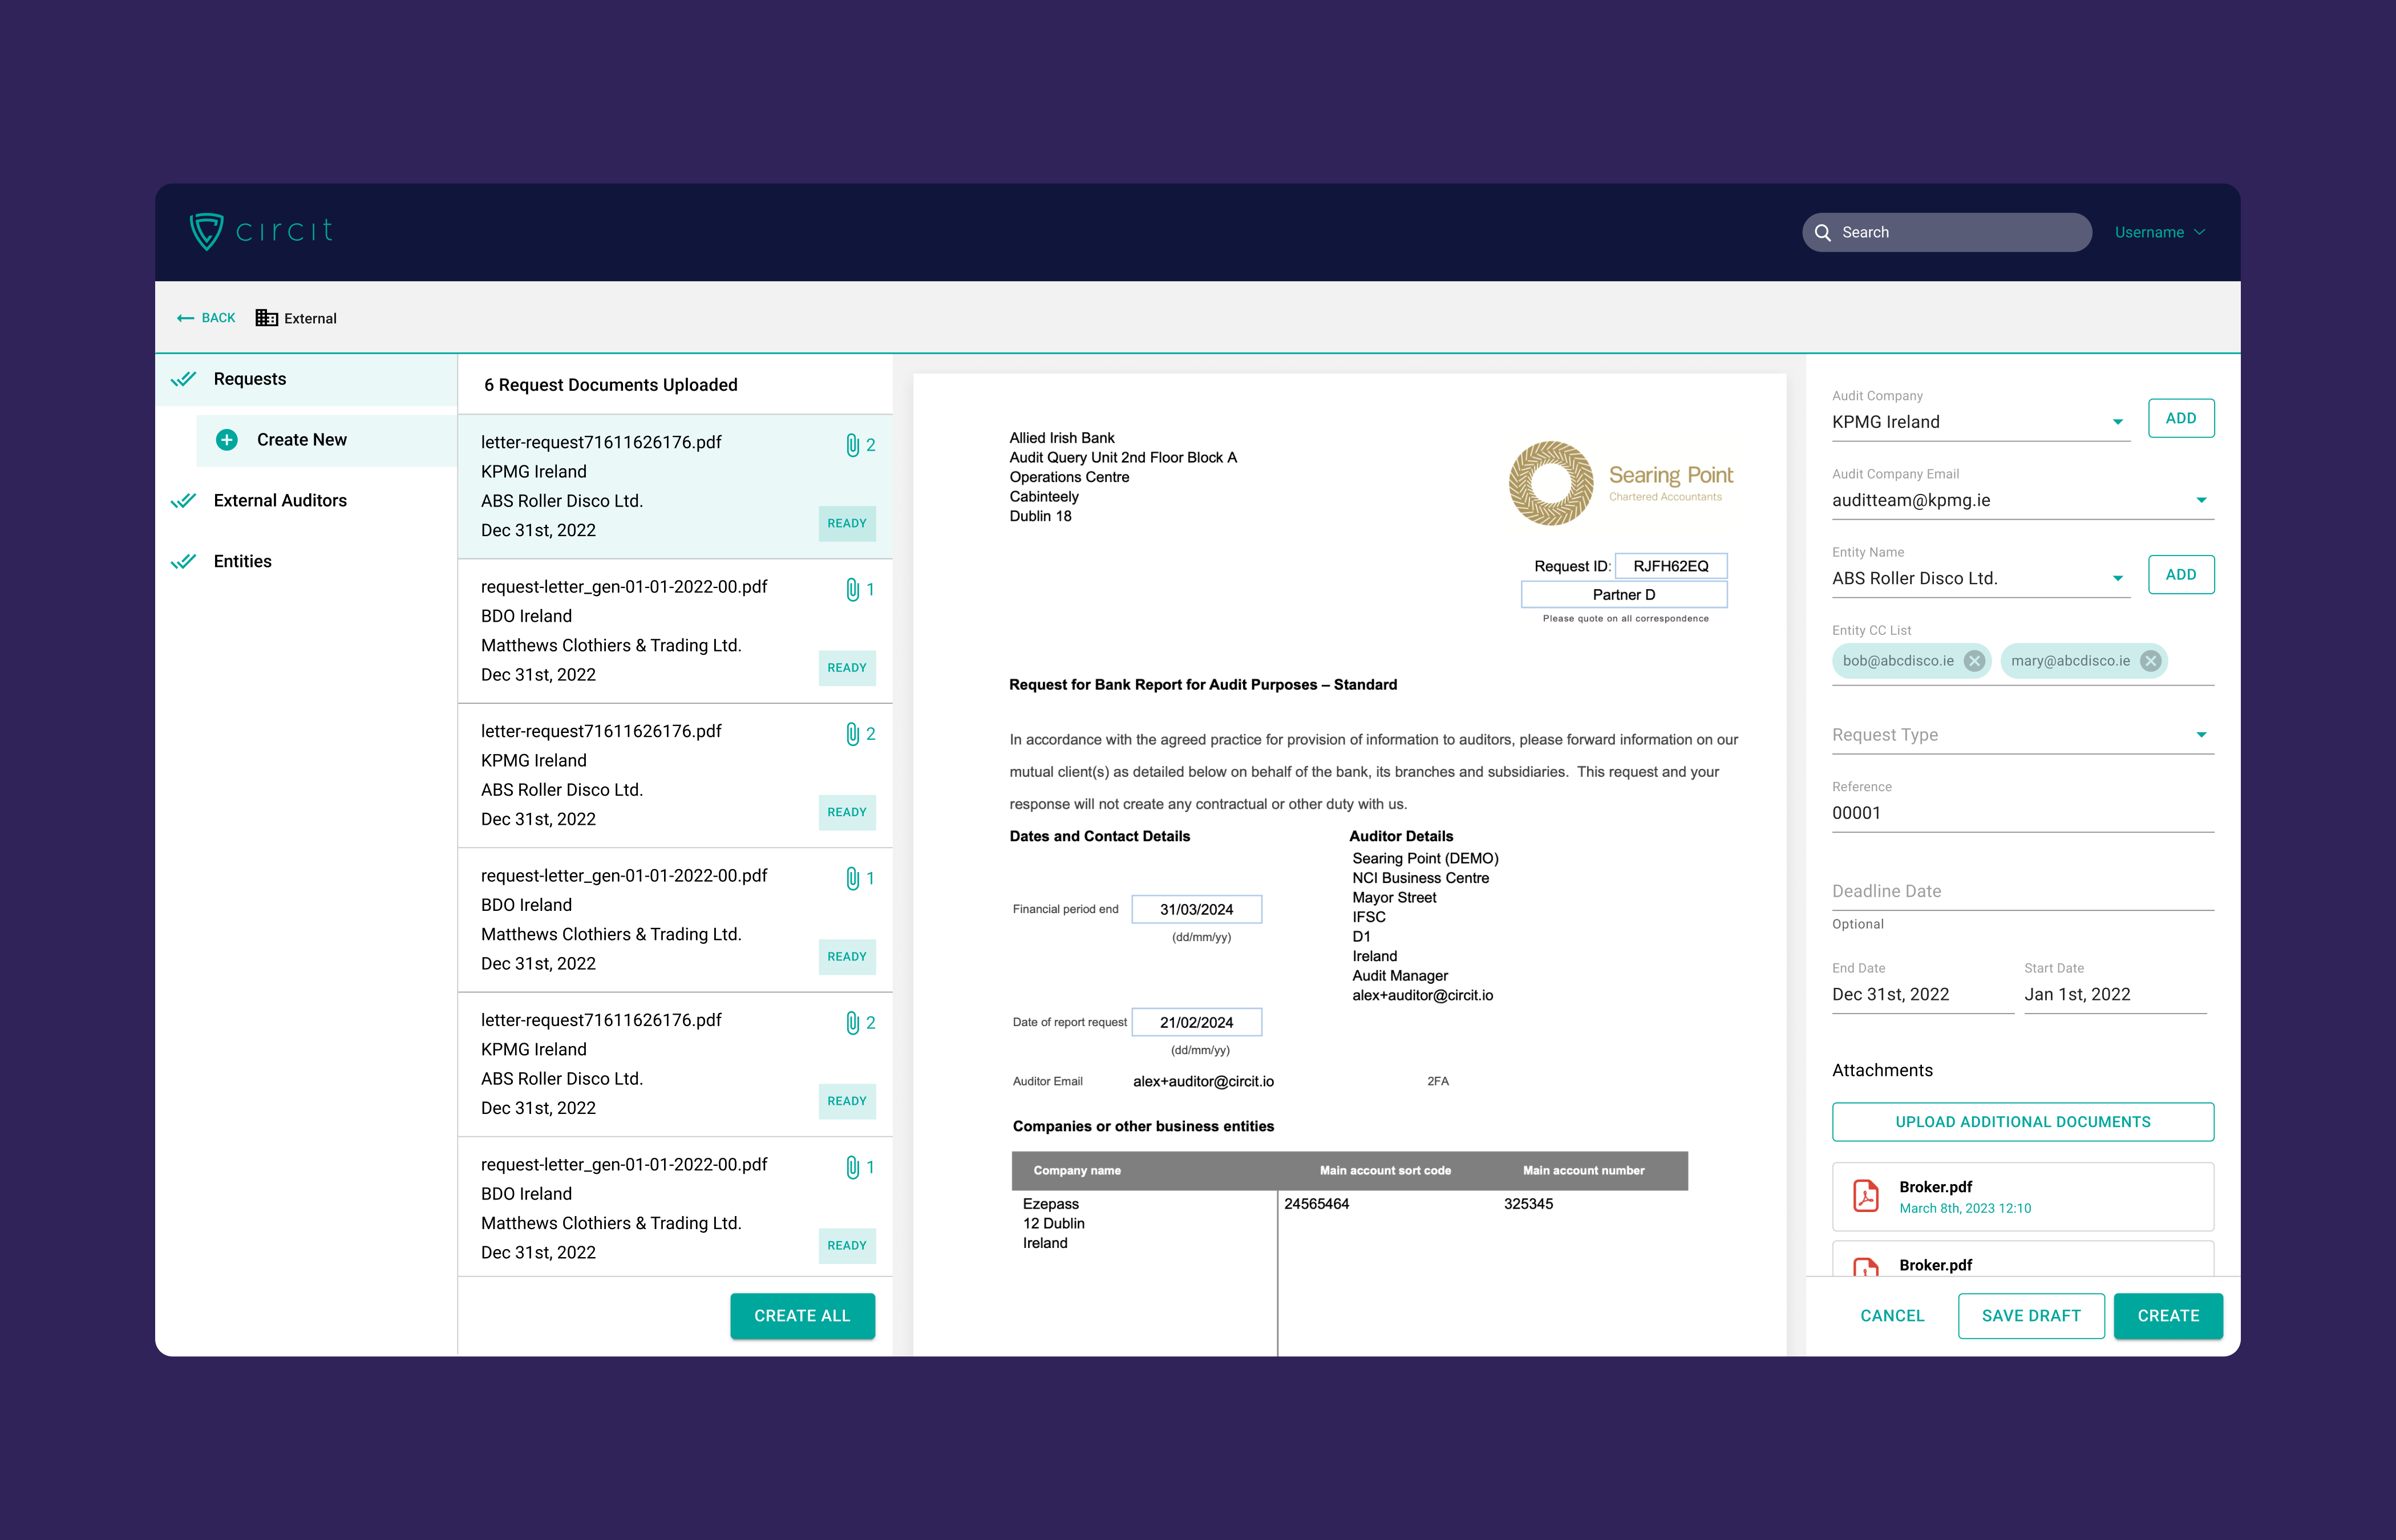 circit
Search
Username
BACK
External
Requests
Create New
External Auditors
Entities
6 Request Documents Uploaded
letter-request71611626176.pdf
2
KPMG Ireland
ABS Roller Disco Ltd.
Dec 31st, 2022
READY
request-letter_gen-01-01-2022-00.pdf
1
BDO Ireland
Matthews Clothiers & Trading Ltd.
Dec 31st, 2022
READY
letter-request71611626176.pdf
2
KPMG Ireland
ABS Roller Disco Ltd.
Dec 31st, 2022
READY
request-letter_gen-01-01-2022-00.pdf
1
BDO Ireland
Matthews Clothiers & Trading Ltd.
Dec 31st, 2022
READY
letter-request71611626176.pdf
2
KPMG Ireland
ABS Roller Disco Ltd.
Dec 31st, 2022
READY
request-letter_gen-01-01-2022-00.pdf
1
BDO Ireland
Matthews Clothiers & Trading Ltd.
Dec 31st, 2022
READY
CREATE ALL
Allied Irish Bank
Audit Query Unit 2nd Floor Block A
Operations Centre
Cabinteely
Dublin 18
Searing Point
Chartered Accountants
Request ID: RJFH62EQ
Partner D
Please quote on all correspondence
Request for Bank Report for Audit Purposes – Standard
In accordance with the agreed practice for provision of information to auditors, please forward information on our
mutual client(s) as detailed below on behalf of the bank, its branches and subsidiaries. This request and your
response will not create any contractual or other duty with us.
Dates and Contact Details
Financial period end 31/03/2024
(dd/mm/yy)
Date of report request 21/02/2024
(dd/mm/yy)
Auditor Details
Searing Point (DEMO)
NCI Business Centre
Mayor Street
IFSC
D1
Ireland
Audit Manager
alex+auditor@circit.io
Auditor Email alex+auditor@circit.io 2FA
Companies or other business entities
Company name Main account sort code Main account number
Ezepass 24565464 325345
12 Dublin
Ireland
Audit Company
KPMG Ireland
ADD
Audit Company Email
auditteam@kpmg.ie
Entity Name
ABS Roller Disco Ltd.
ADD
Entity CC List
bob@abcdisco.ie mary@abcdisco.ie
Request Type
Reference
00001
Deadline Date
Optional
End Date Start Date
Dec 31st, 2022 Jan 1st, 2022
Attachments
UPLOAD ADDITIONAL DOCUMENTS
Broker.pdf
March 8th, 2023 12:10
Broker.pdf
CANCEL SAVE DRAFT CREATE